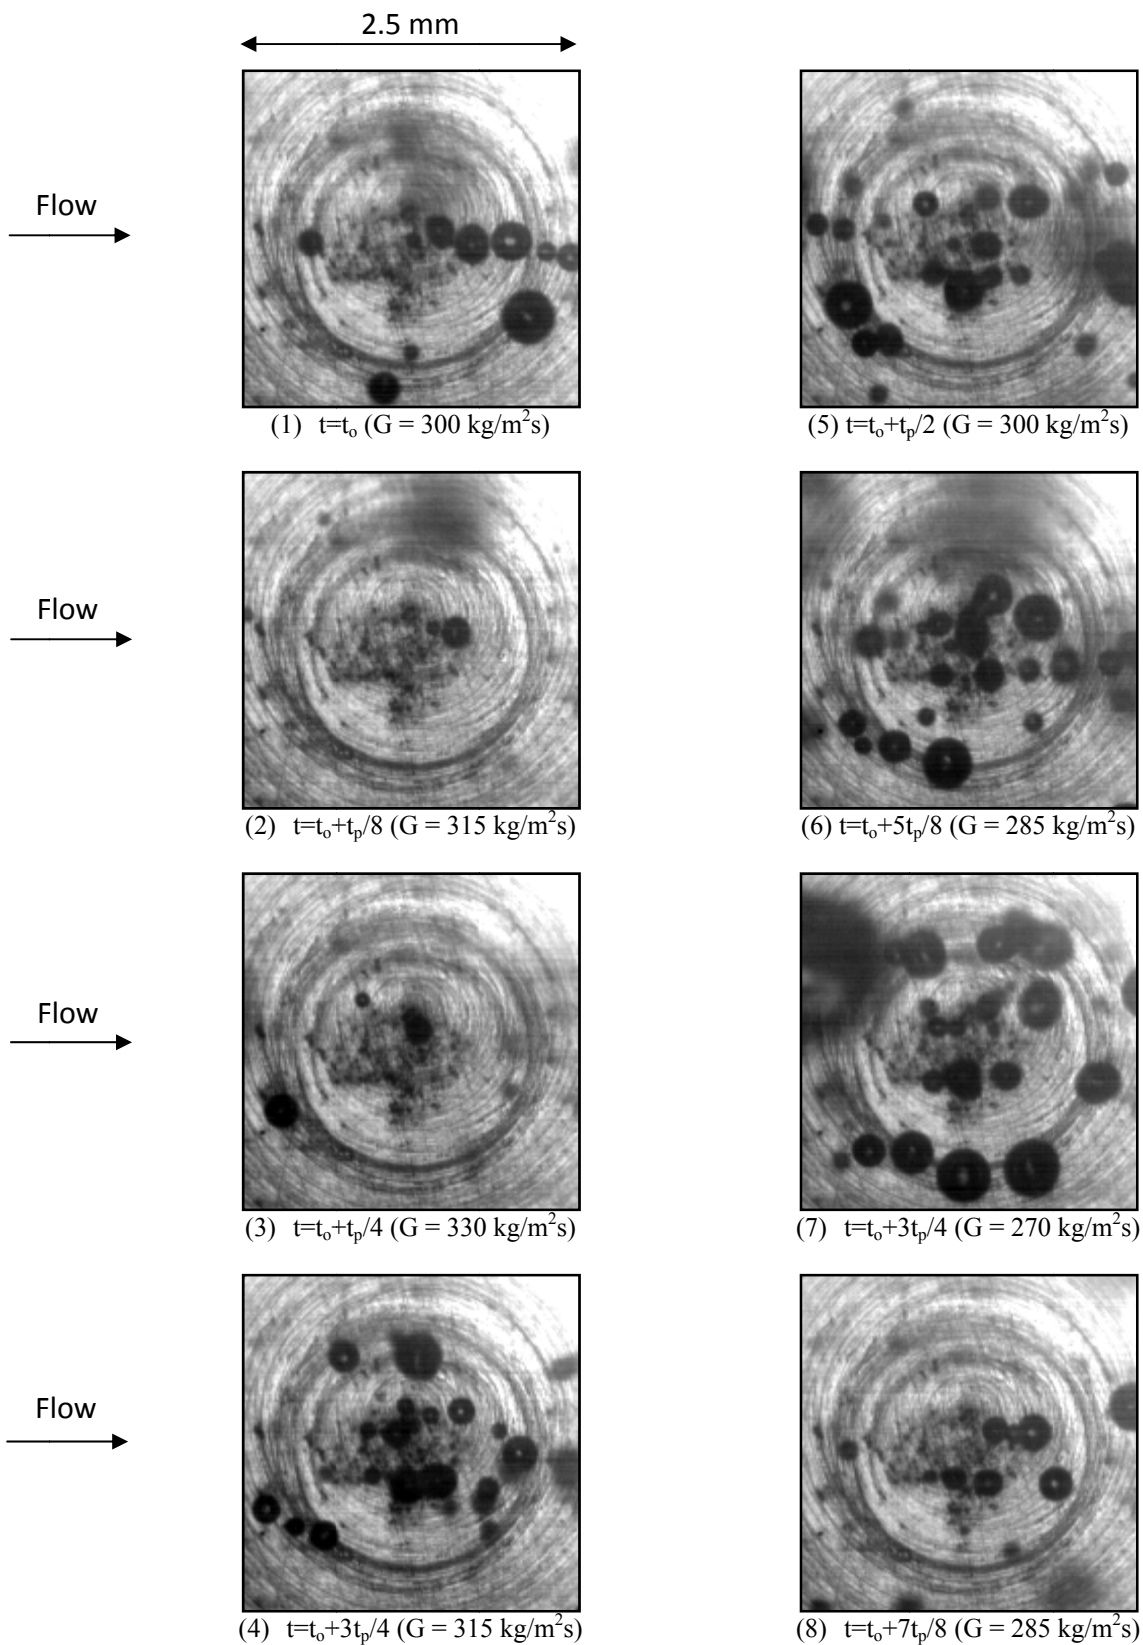 2.5 mm
Flow
(1) t=tₒ (G = 300 kg/m²s)
(5) t=tₒ+tₚ/2 (G = 300 kg/m²s)
Flow
(2) t=tₒ+tₚ/8 (G = 315 kg/m²s)
(6) t=tₒ+5tₚ/8 (G = 285 kg/m²s)
Flow
(3) t=tₒ+tₚ/4 (G = 330 kg/m²s)
(7) t=tₒ+3tₚ/4 (G = 270 kg/m²s)
Flow
(4) t=tₒ+3tₚ/4 (G = 315 kg/m²s)
(8) t=tₒ+7tₚ/8 (G = 285 kg/m²s)